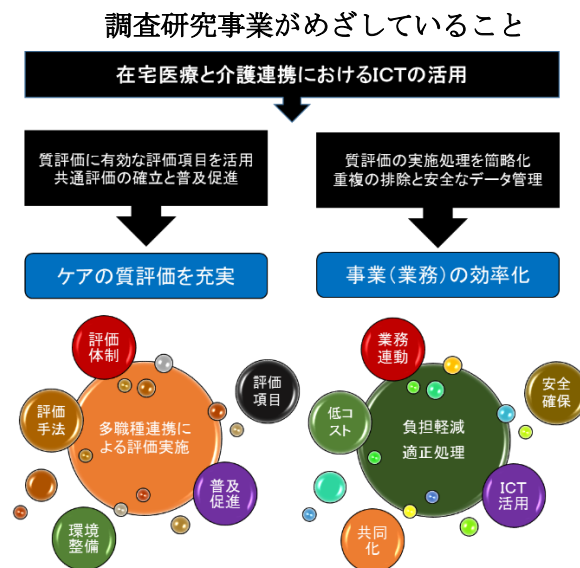 調査研究事業がめざしていること
在宅医療と介護連携におけるICTの活用
質評価に有効な評価項目を活用
共通評価の確立と普及促進
質評価の実施処理を簡略化
重複の排除と安全なデータ管理
ケアの質評価を充実
事業(業務)の効率化
評価
体制
評価
項目
評価
手法
多職種連携に
よる評価実施
普及
促進
環境
整備
業務
連動
安全
確保
低コ
スト
負担軽減
適正処理
ICT
活用
共同
化